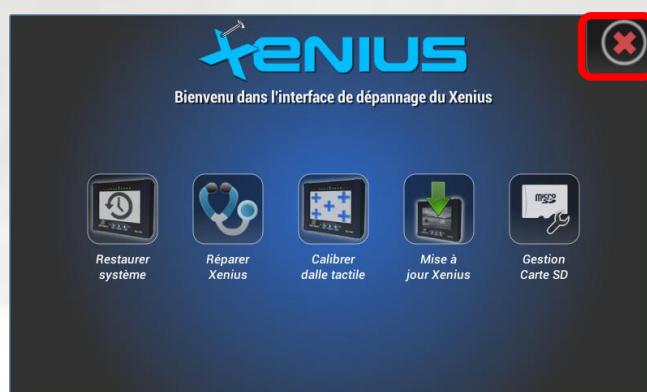 xenius
Bienvenu dans l'interface de dépannage du Xenius
Restaurer
système
Réparer
Xenius
Calibrer
dalle tactile
Mise à
jour Xenius
micro
Gestion
Carte SD